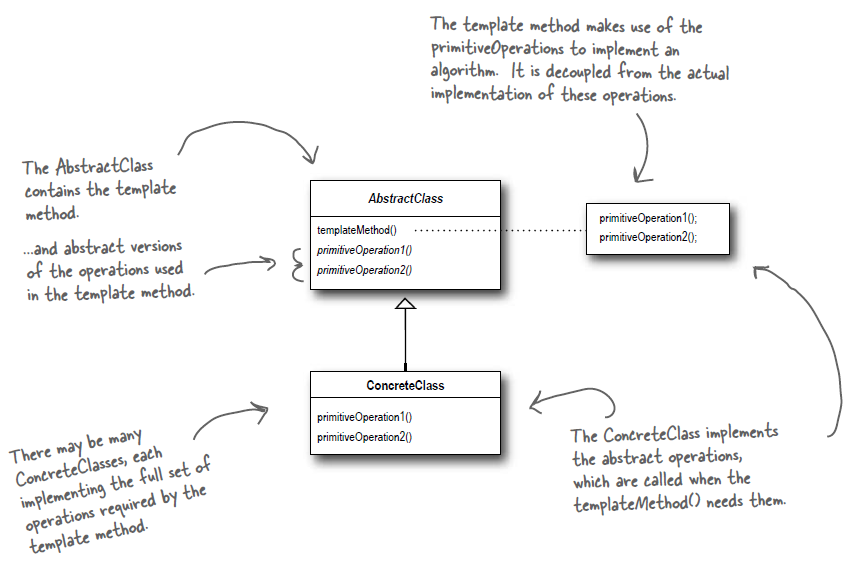 The template method makes use of the
primitiveOperations to implement an
algorithm. It is decoupled from the actual
implementation of these operations.
The AbstractClass
contains the template
method.
...and abstract versions
of the operations used
in the template method.
AbstractClass
templateMethod()
primitiveOperation1()
primitiveOperation2()
primitiveOperation1();
primitiveOperation2();
ConcreteClass
primitiveOperation1()
primitiveOperation2()
There may be many
ConcreteClasses, each
implementing the full set of
operations required by the
template method.
The ConcreteClass implements
the abstract operations,
which are called when the
templateMethod() needs them.